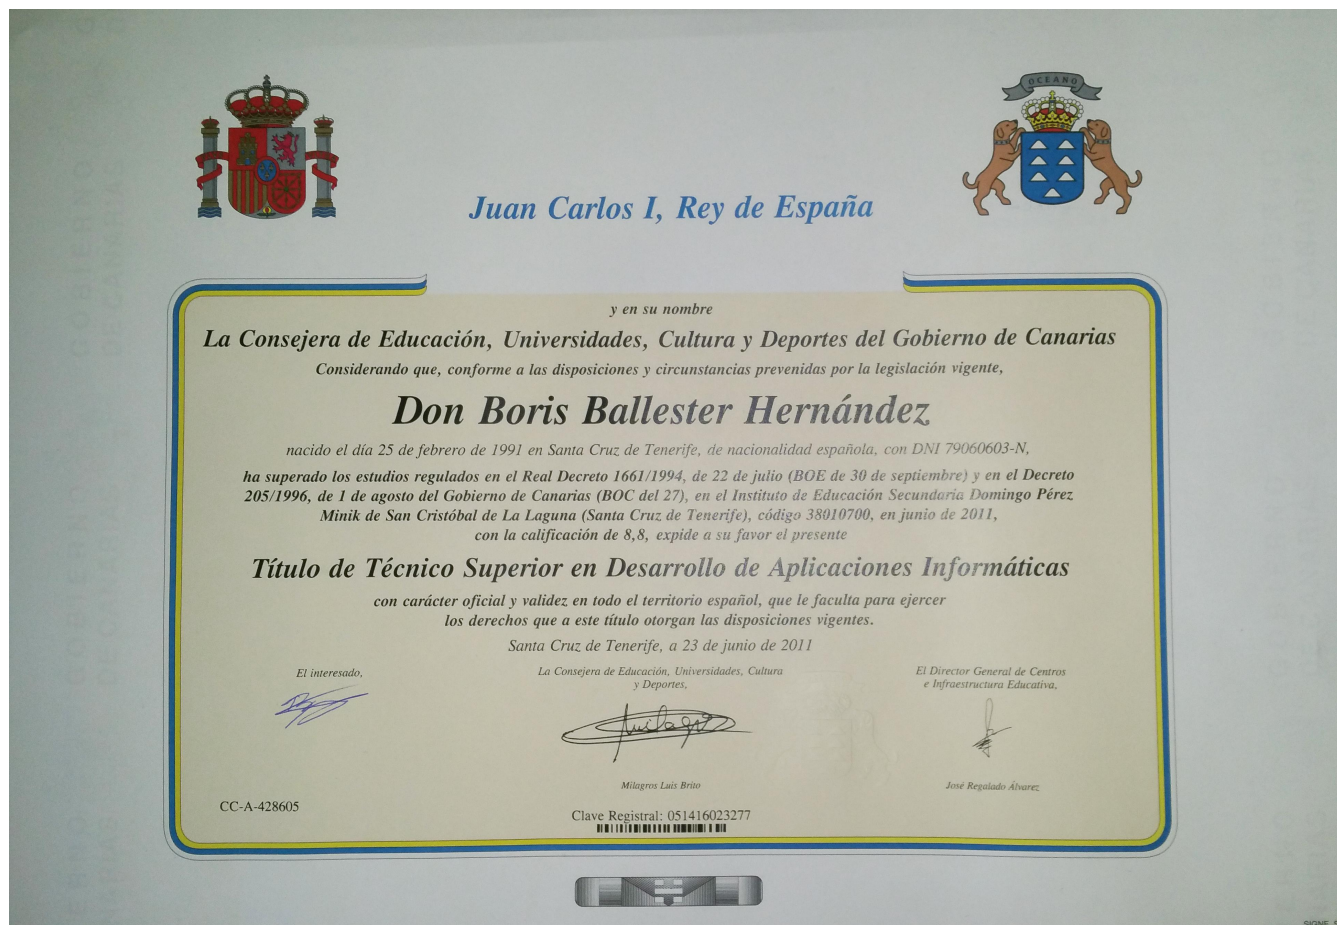 OCEANO
Juan Carlos I, Rey de España
y en su nombre
La Consejera de Educación, Universidades, Cultura y Deportes del Gobierno de Canarias
Considerando que, conforme a las disposiciones y circunstancias prevenidas por la legislación vigente,
Don Boris Ballester Hernández
nacido el día 25 de febrero de 1991 en Santa Cruz de Tenerife, de nacionalidad española, con DNI 79060603-N,
ha superado los estudios regulados en el Real Decreto 1661/1994, de 22 de julio (BOE de 30 de septiembre) y en el Decreto
205/1996, de 1 de agosto del Gobierno de Canarias (BOC del 27), en el Instituto de Educación Secundaria Domingo Pérez
Minik de San Cristóbal de La Laguna (Santa Cruz de Tenerife), código 38010700, en junio de 2011,
con la calificación de 8,8, expide a su favor el presente
Título de Técnico Superior en Desarrollo de Aplicaciones Informáticas
con carácter oficial y validez en todo el territorio español, que le faculta para ejercer
los derechos que a este título otorgan las disposiciones vigentes.
Santa Cruz de Tenerife, a 23 de junio de 2011
El interesado,
La Consejera de Educación, Universidades, Cultura
y Deportes,
El Director General de Centros
e Infraestructura Educativa,
Milagros Luis Brito
José Regalado Álvarez
CC-A-428605
Clave Registral: 051416023277